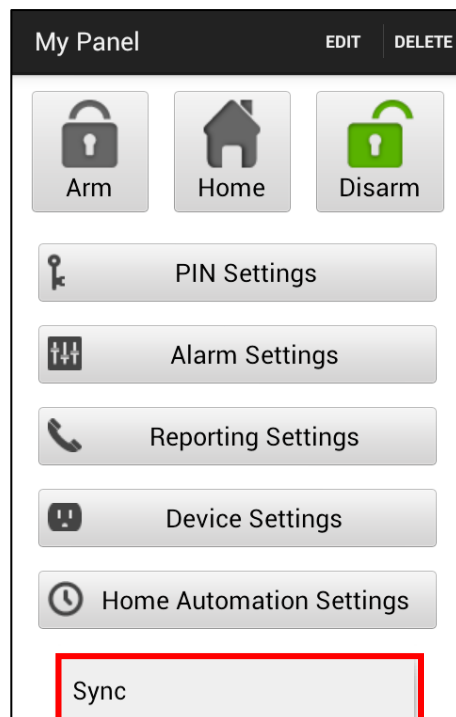 My Panel EDIT DELETE
Arm Home Disarm
PIN Settings
Alarm Settings
Reporting Settings
Device Settings
Home Automation Settings
Sync